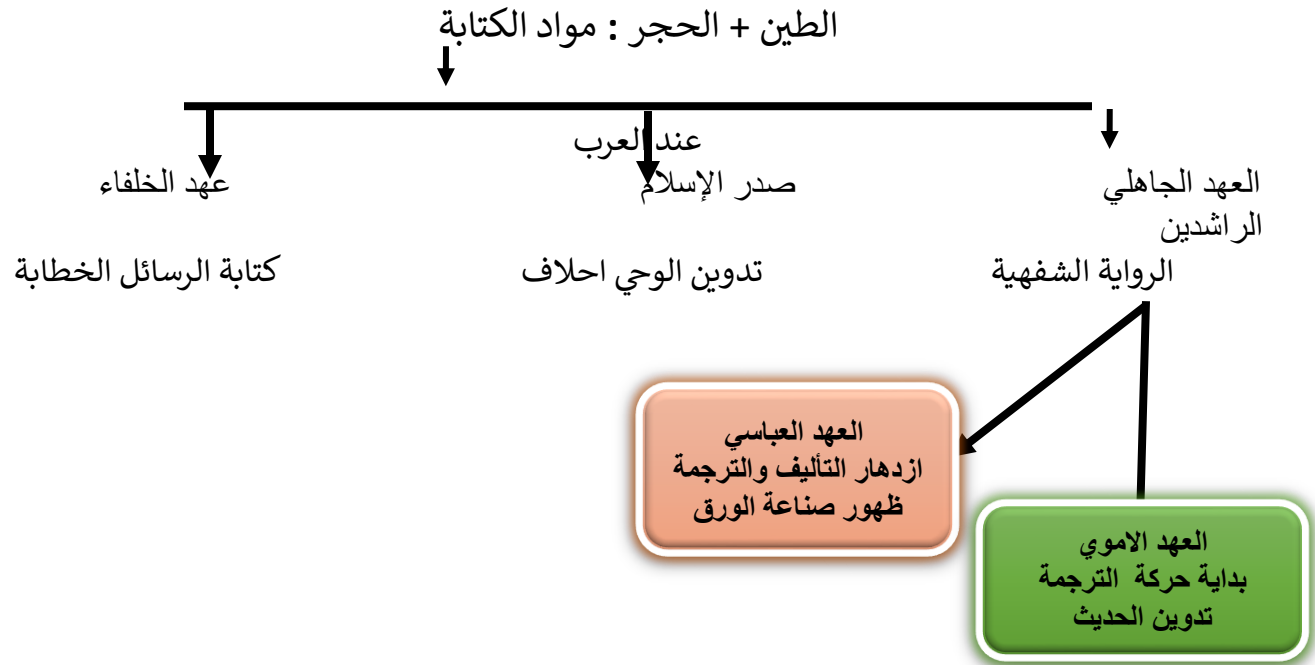 الطين + الحجر : مواد الكتابة
عند العرب
العهد الجاهلي صدر الإسلام عهد الخلفاء
الراشدين
الرواية الشفهية تدوين الوحي احلاف كتابة الرسائل الخطابة
العهد العباسي
ازدهار التأليف والترجمة
ظهور صناعة الورق
العهد الاموي
بداية حركة الترجمة
تدوين الحديث